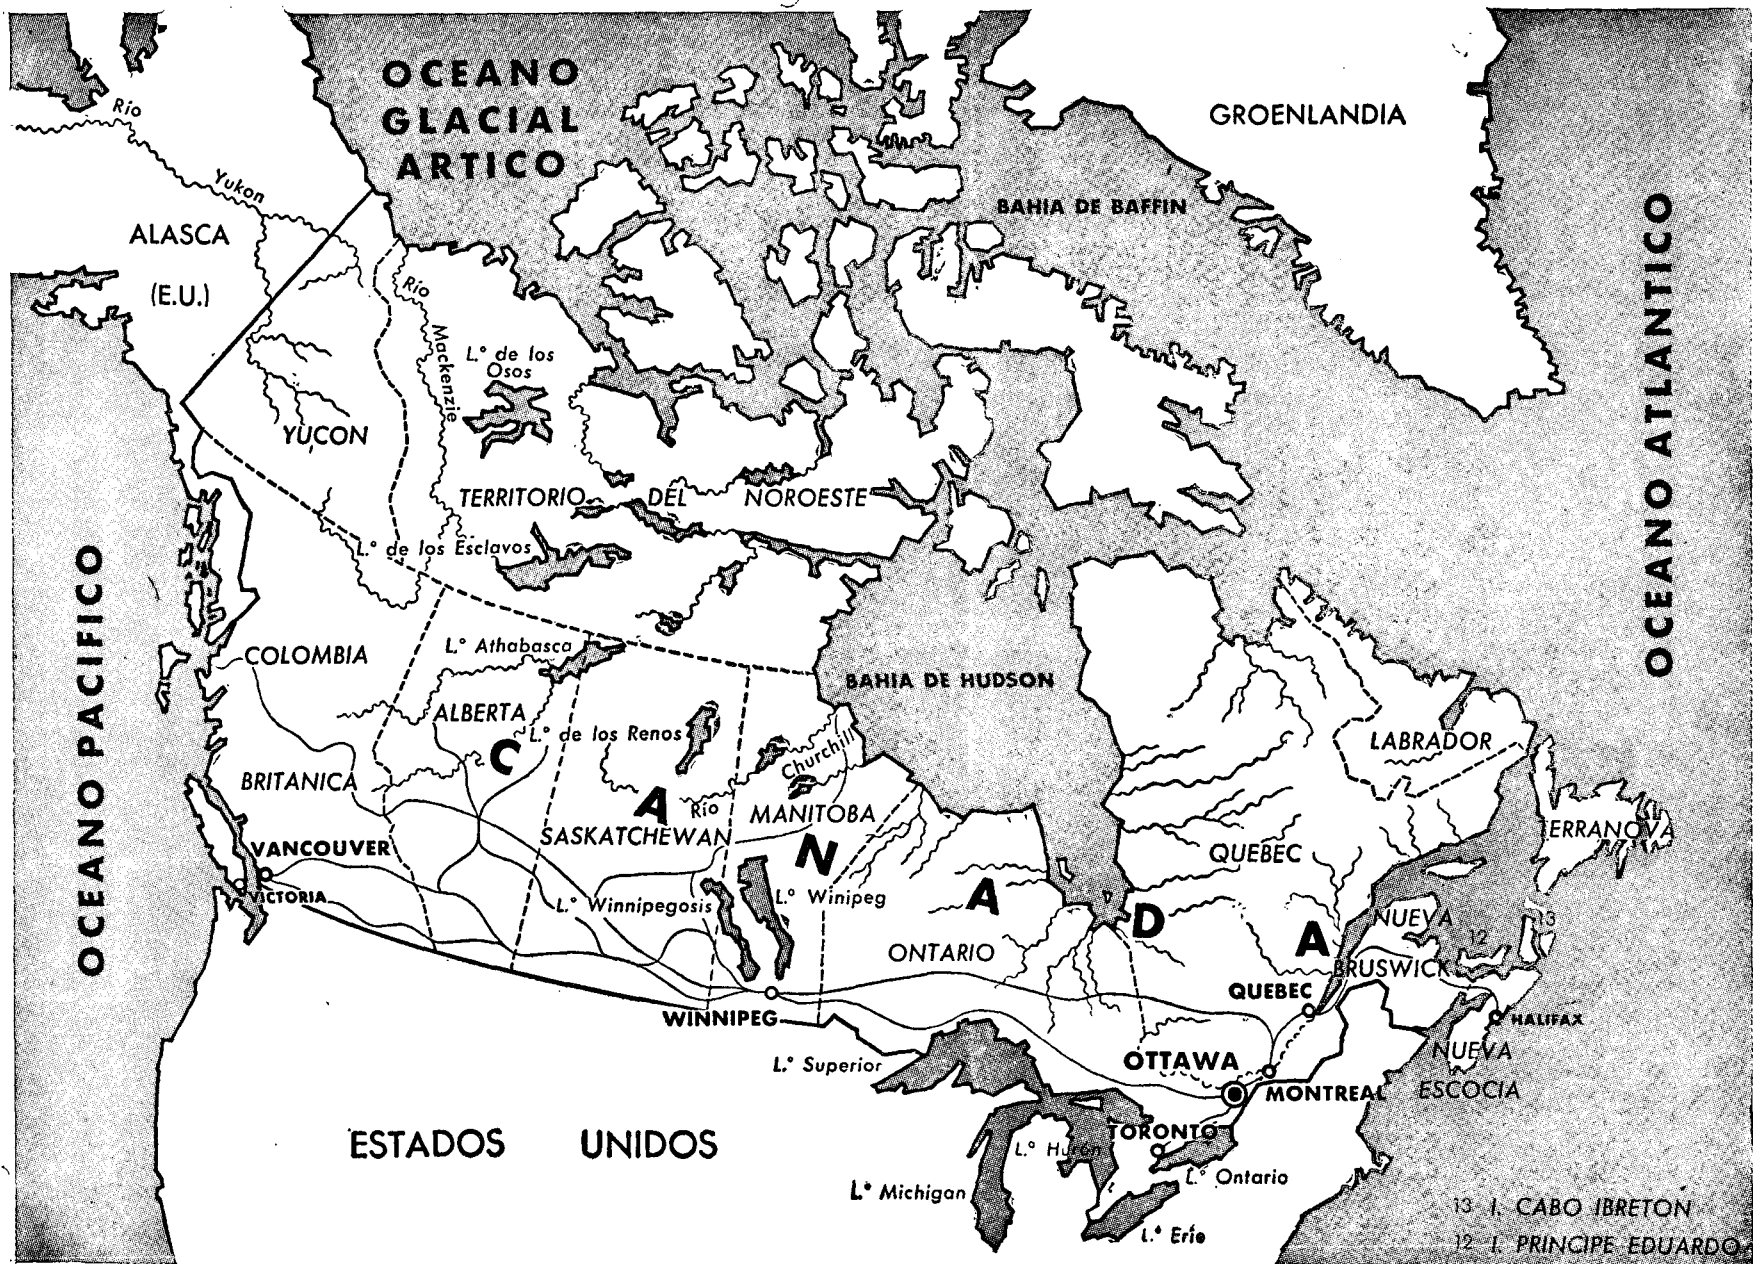 OCEANO
GLACIAL
ARTICO
GROENLANDIA
Río
Yukon
ALASCA
(E.U.)
BAHIA DE BAFFIN
OCEANO ATLANTICO
Río
Mackenzie
L.º de los
Osos
YUCON
TERRITORIO DEL NOROESTE
L.º de los Esclavos
OCEANO PACIFICO
COLOMBIA
BRITANICA
L.º Athabasca
ALBERTA
L.º de los Renos
BAHIA DE HUDSON
Río
Churchill
LABRADOR
CANADA
SASKATCHEWAN
MANITOBA
TERRANOVA
QUEBEC
VANCOUVER
VICTORIA
L.º Winnipegosis
L.º Winipeg
ONTARIO
NUEVA
BRUSWICK
13
12
QUEBEC
WINNIPEG
HALIFAX
L.º Superior
OTTAWA
MONTREAL
NUEVA
ESCOCIA
ESTADOS UNIDOS
TORONTO
L.º Huron
L.º Michigan
L.º Ontario
L.º Erie
13 I. CABO IBRETON
12 I. PRINCIPE EDUARDO